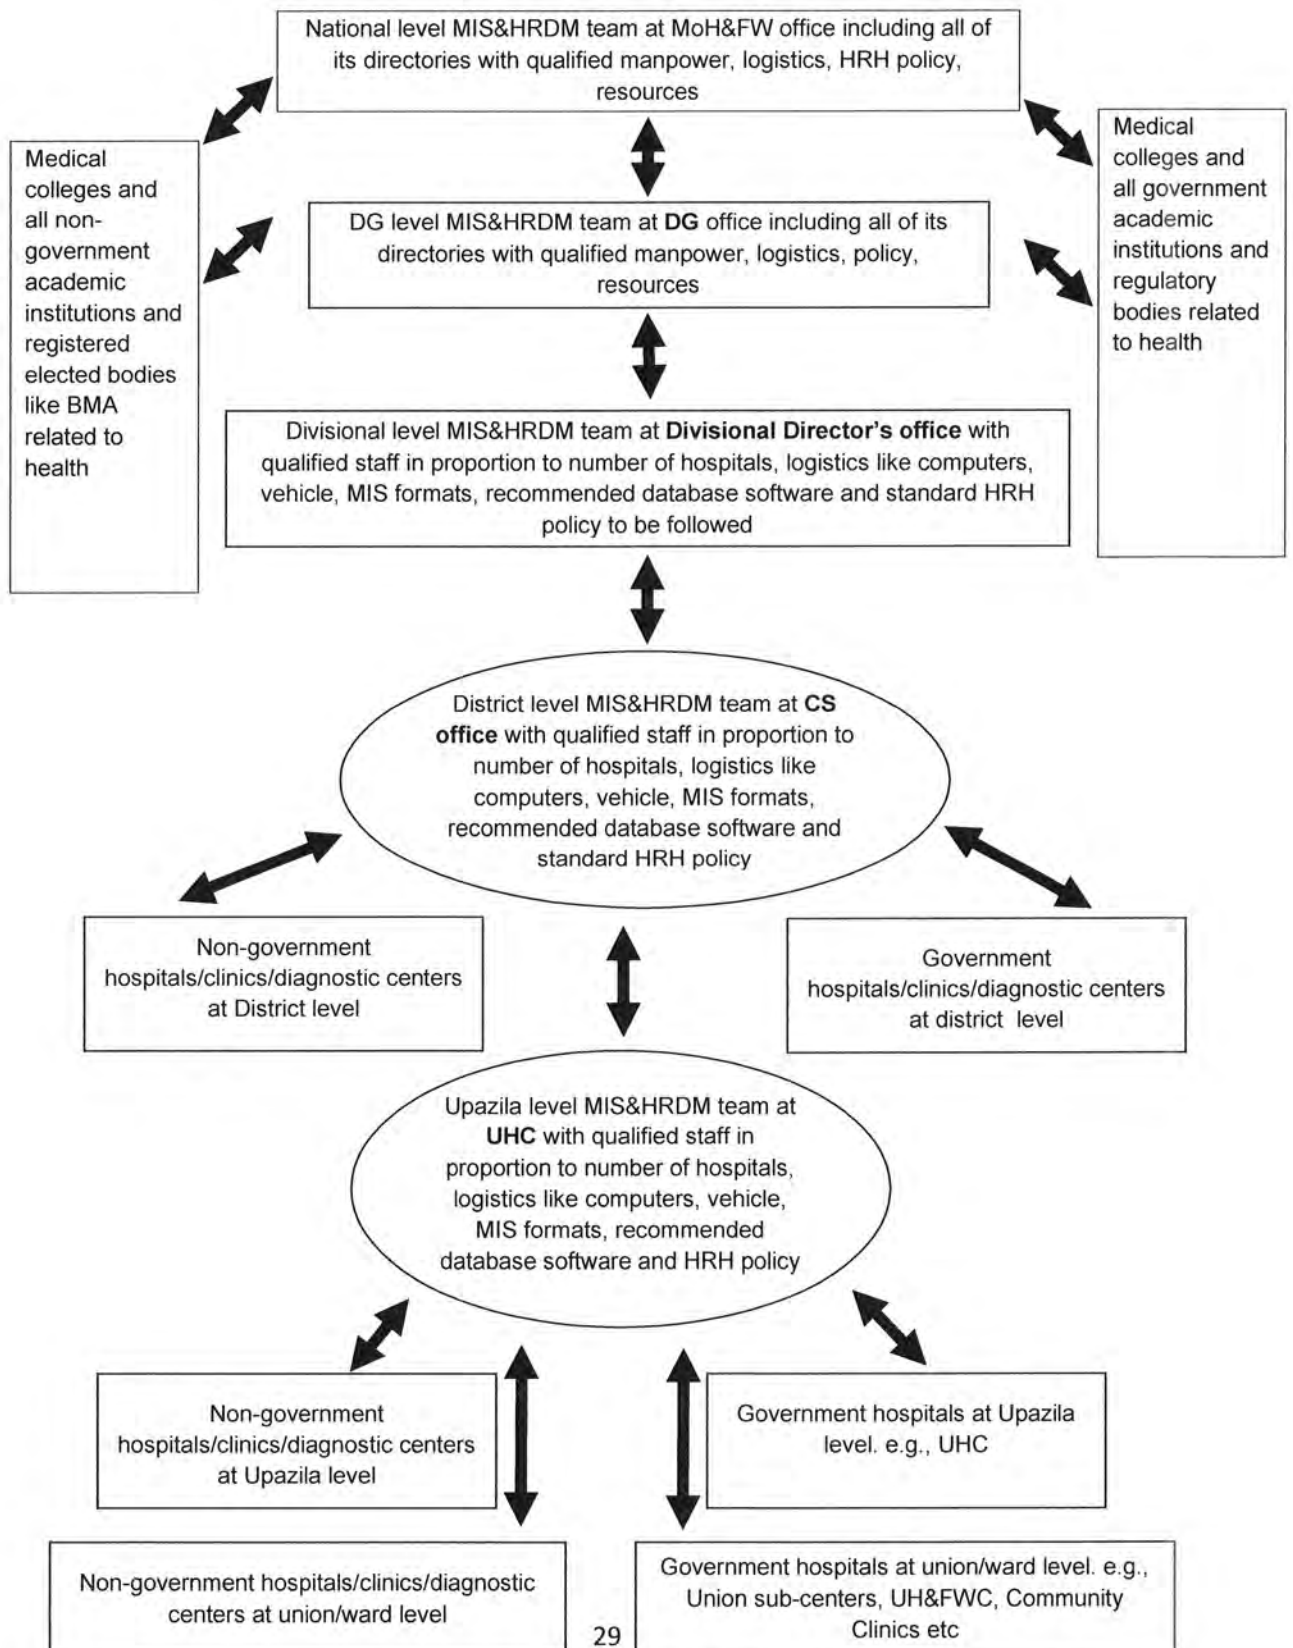 National level MIS&HRDM team at MoH&FW office including all of
its directories with qualified manpower, logistics, HRH policy,
resources
Medical
colleges and
all non-
government
academic
institutions and
registered
elected bodies
like BMA
related to
health
Medical
colleges and
all government
academic
institutions and
regulatory
bodies related
to health
DG level MIS&HRDM team at DG office including all of its
directories with qualified manpower, logistics, policy,
resources
Divisional level MIS&HRDM team at Divisional Director's office with
qualified staff in proportion to number of hospitals, logistics like computers,
vehicle, MIS formats, recommended database software and standard HRH
policy to be followed
District level MIS&HRDM team at CS
office with qualified staff in proportion to
number of hospitals, logistics like
computers, vehicle, MIS formats,
recommended database software and
standard HRH policy
Non-government
hospitals/clinics/diagnostic centers
at District level
Government
hospitals/clinics/diagnostic centers
at district level
Upazila level MIS&HRDM team at
UHC with qualified staff in
proportion to number of hospitals,
logistics like computers, vehicle,
MIS formats, recommended
database software and HRH policy
Non-government
hospitals/clinics/diagnostic centers
at Upazila level
Government hospitals at Upazila
level. e.g., UHC
Non-government hospitals/clinics/diagnostic
centers at union/ward level
Government hospitals at union/ward level. e.g.,
Union sub-centers, UH&FWC, Community
Clinics etc
29